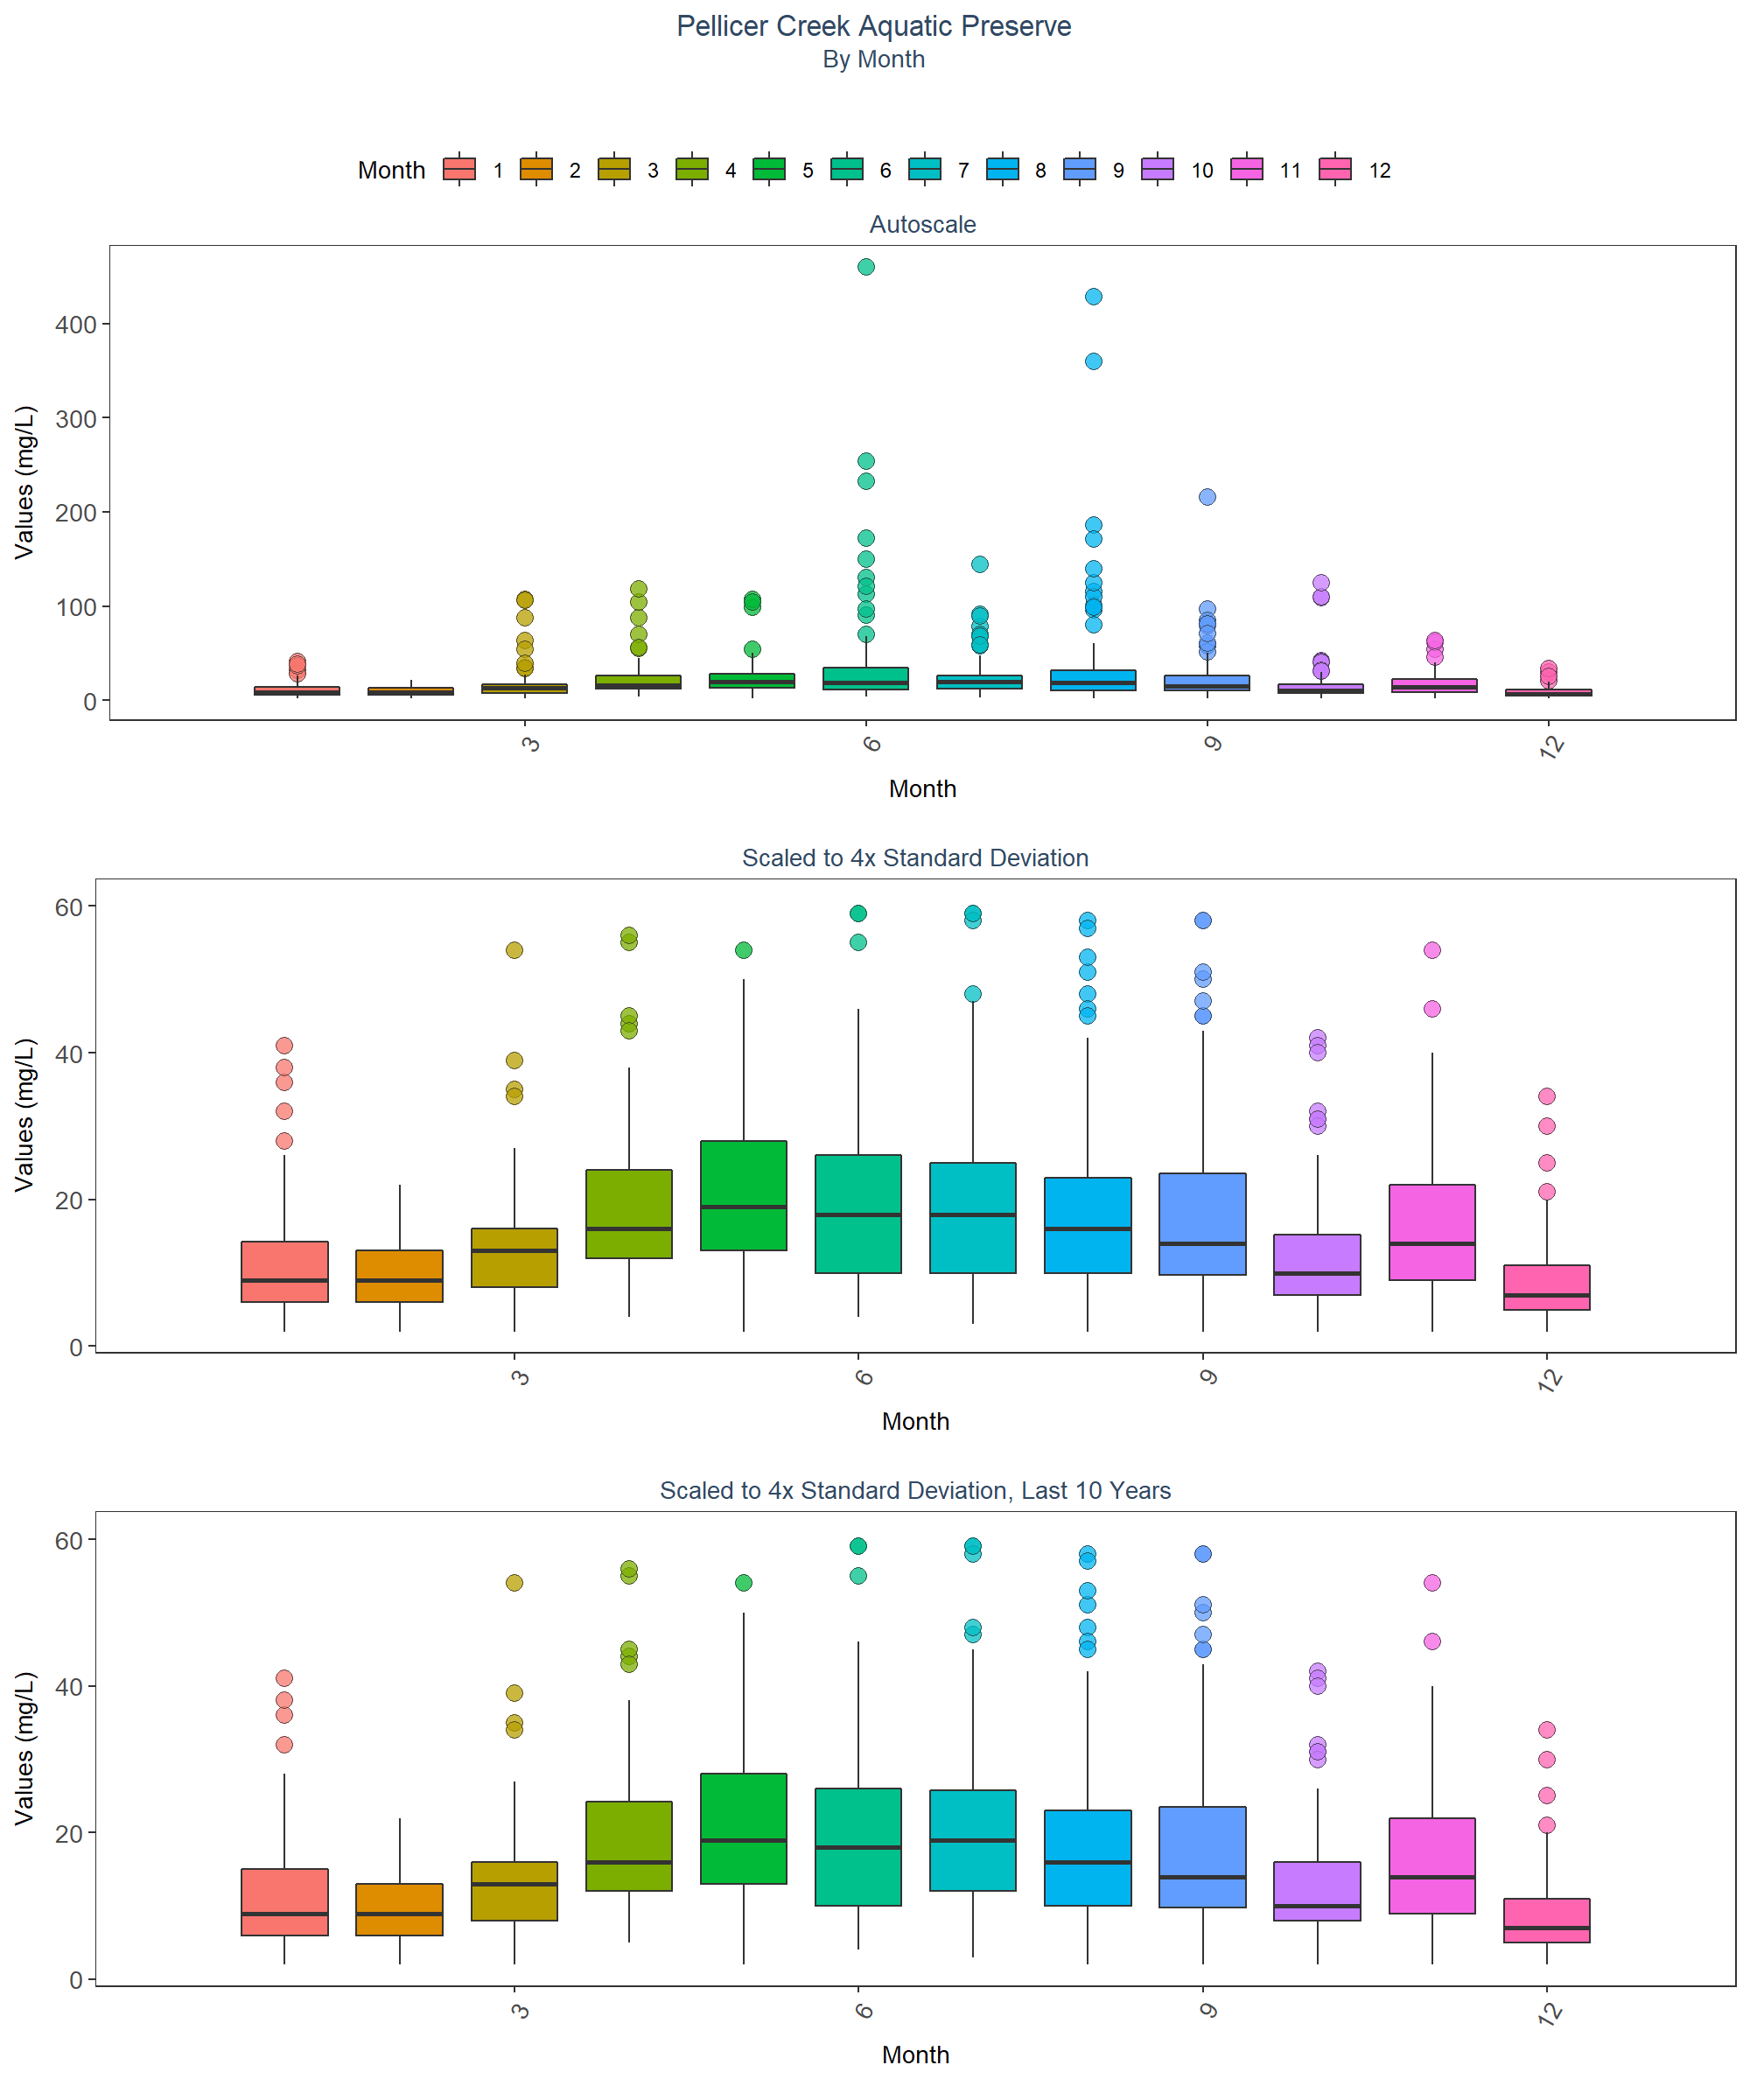 Pellicer Creek Aquatic Preserve
By Month
Month 1 2 3 4 5 6 7 8 9 10 11 12
Autoscale
Values (mg/L)
400
300
200
100
0
3 6 9 12
Month
Scaled to 4x Standard Deviation
Values (mg/L)
60
40
20
0
3 6 9 12
Month
Scaled to 4x Standard Deviation, Last 10 Years
Values (mg/L)
60
40
20
0
3 6 9 12
Month